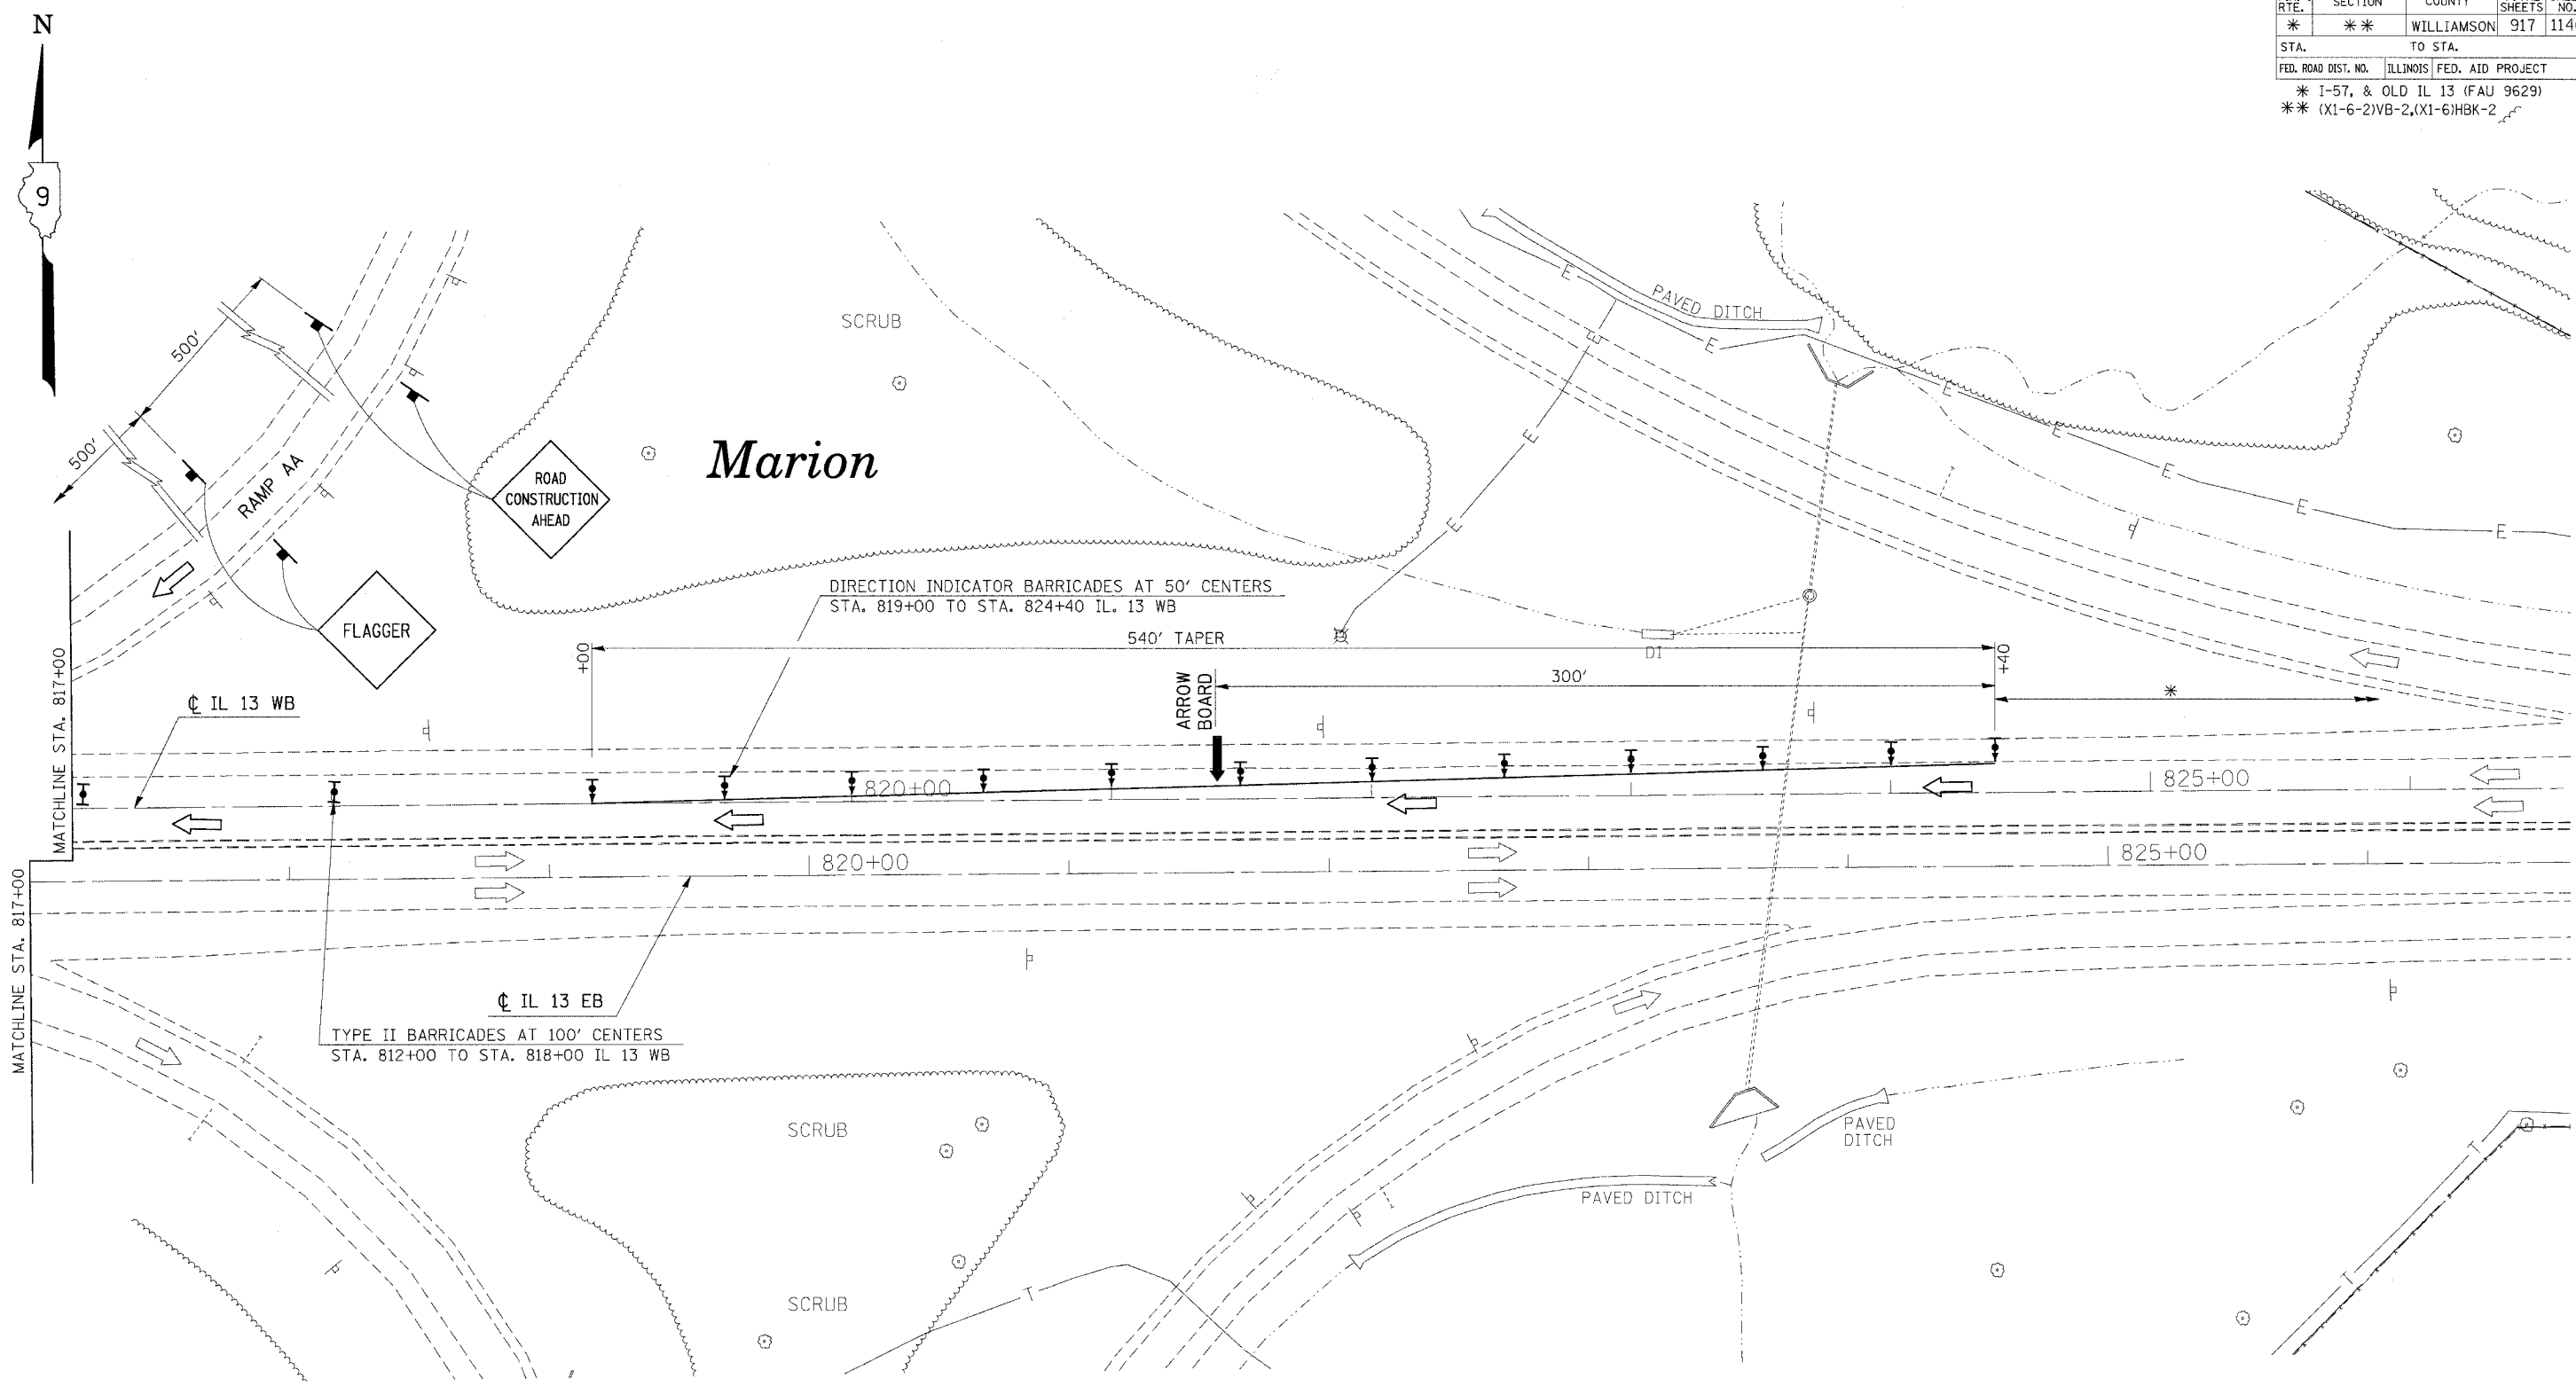 N
9
RTE.
SECTION
COUNTY
SHEETS
NO.
*
**
WILLIAMSON
917
STA.
TO STA.
FED. ROAD DIST. NO.
ILLINOIS
FED. AID PROJECT
* I-57, & OLD IL 13 (FAU 9629)
** (X1-6-2)VB-2,(X1-6)HBK-2
500'
500'
RAMP AA
ROAD
CONSTRUCTION
AHEAD
FLAGGER
Marion
SCRUB
PAVED DITCH
E
E
E
E
E
E
E
E
E
E
DIRECTION INDICATOR BARRICADES AT 50' CENTERS
STA. 819+00 TO STA. 824+40 IL. 13 WB
540' TAPER
+00
+40
DI
300'
*
ARROW
BOARD
MATCHLINE STA. 817+00
℄ IL 13 WB
820+00
825+00
820+00
825+00
MATCHLINE STA. 817+00
℄ IL 13 EB
TYPE II BARRICADES AT 100' CENTERS
STA. 812+00 TO STA. 818+00 IL 13 WB
SCRUB
SCRUB
PAVED
DITCH
PAVED DITCH
T
T
T